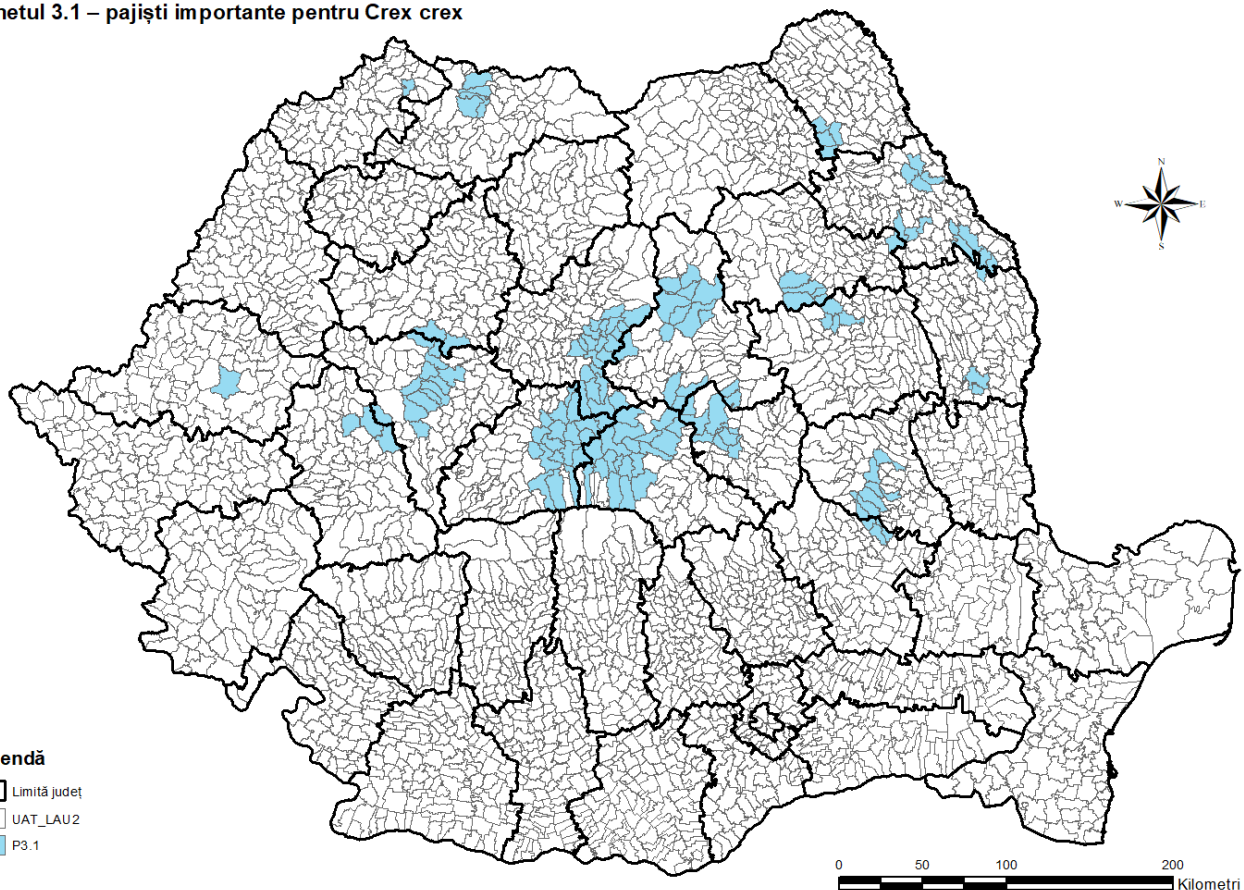 netul 3.1 – pajiști importante pentru Crex crex
N
W
E
S
endă
Limită județ
UAT_LAU2
P3.1
0 50 100 200
Kilometri